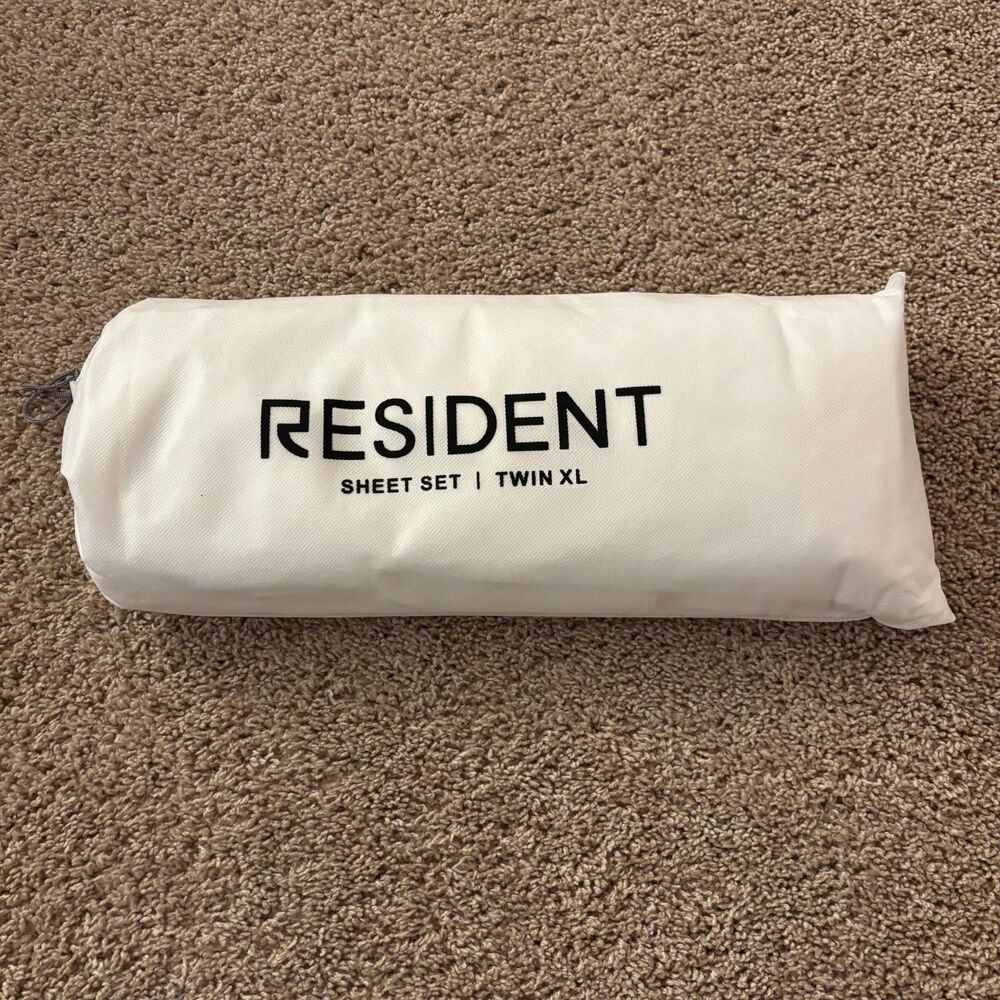 RESIDENT
SHEET SET | TWIN XL